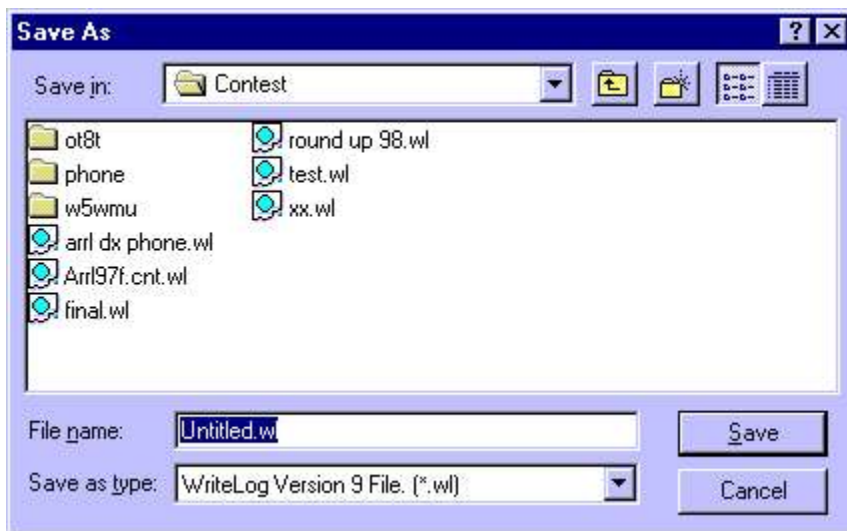 Save As
Save in: Contest
ot8t
phone
w5wmu
arrl dx phone.wl
Arrl97f.cnt.wl
final.wl
round up 98.wl
test.wl
xx.wl
File name: Untitled.wl
Save
Save as type: WriteLog Version 9 File. (*.wl)
Cancel